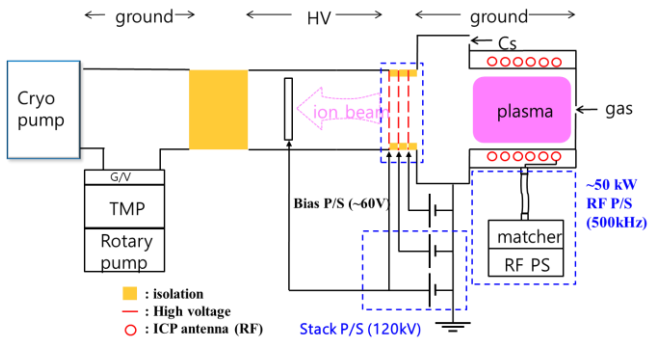 ground
HV
ground
Cs
Cryo
pump
ion beam
plasma
gas
G/V
TMP
Rotary
pump
Bias P/S (~60V)
~50 kW
RF P/S
(500kHz)
matcher
RF PS
: isolation
: High voltage
: ICP antenna (RF)
Stack P/S (120kV)